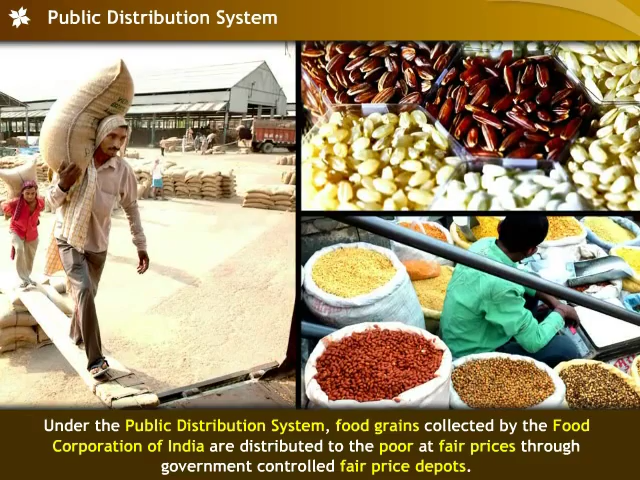 Public Distribution System
Under the Public Distribution System, food grains collected by the Food
Corporation of India are distributed to the poor at fair prices through
government controlled fair price depots.